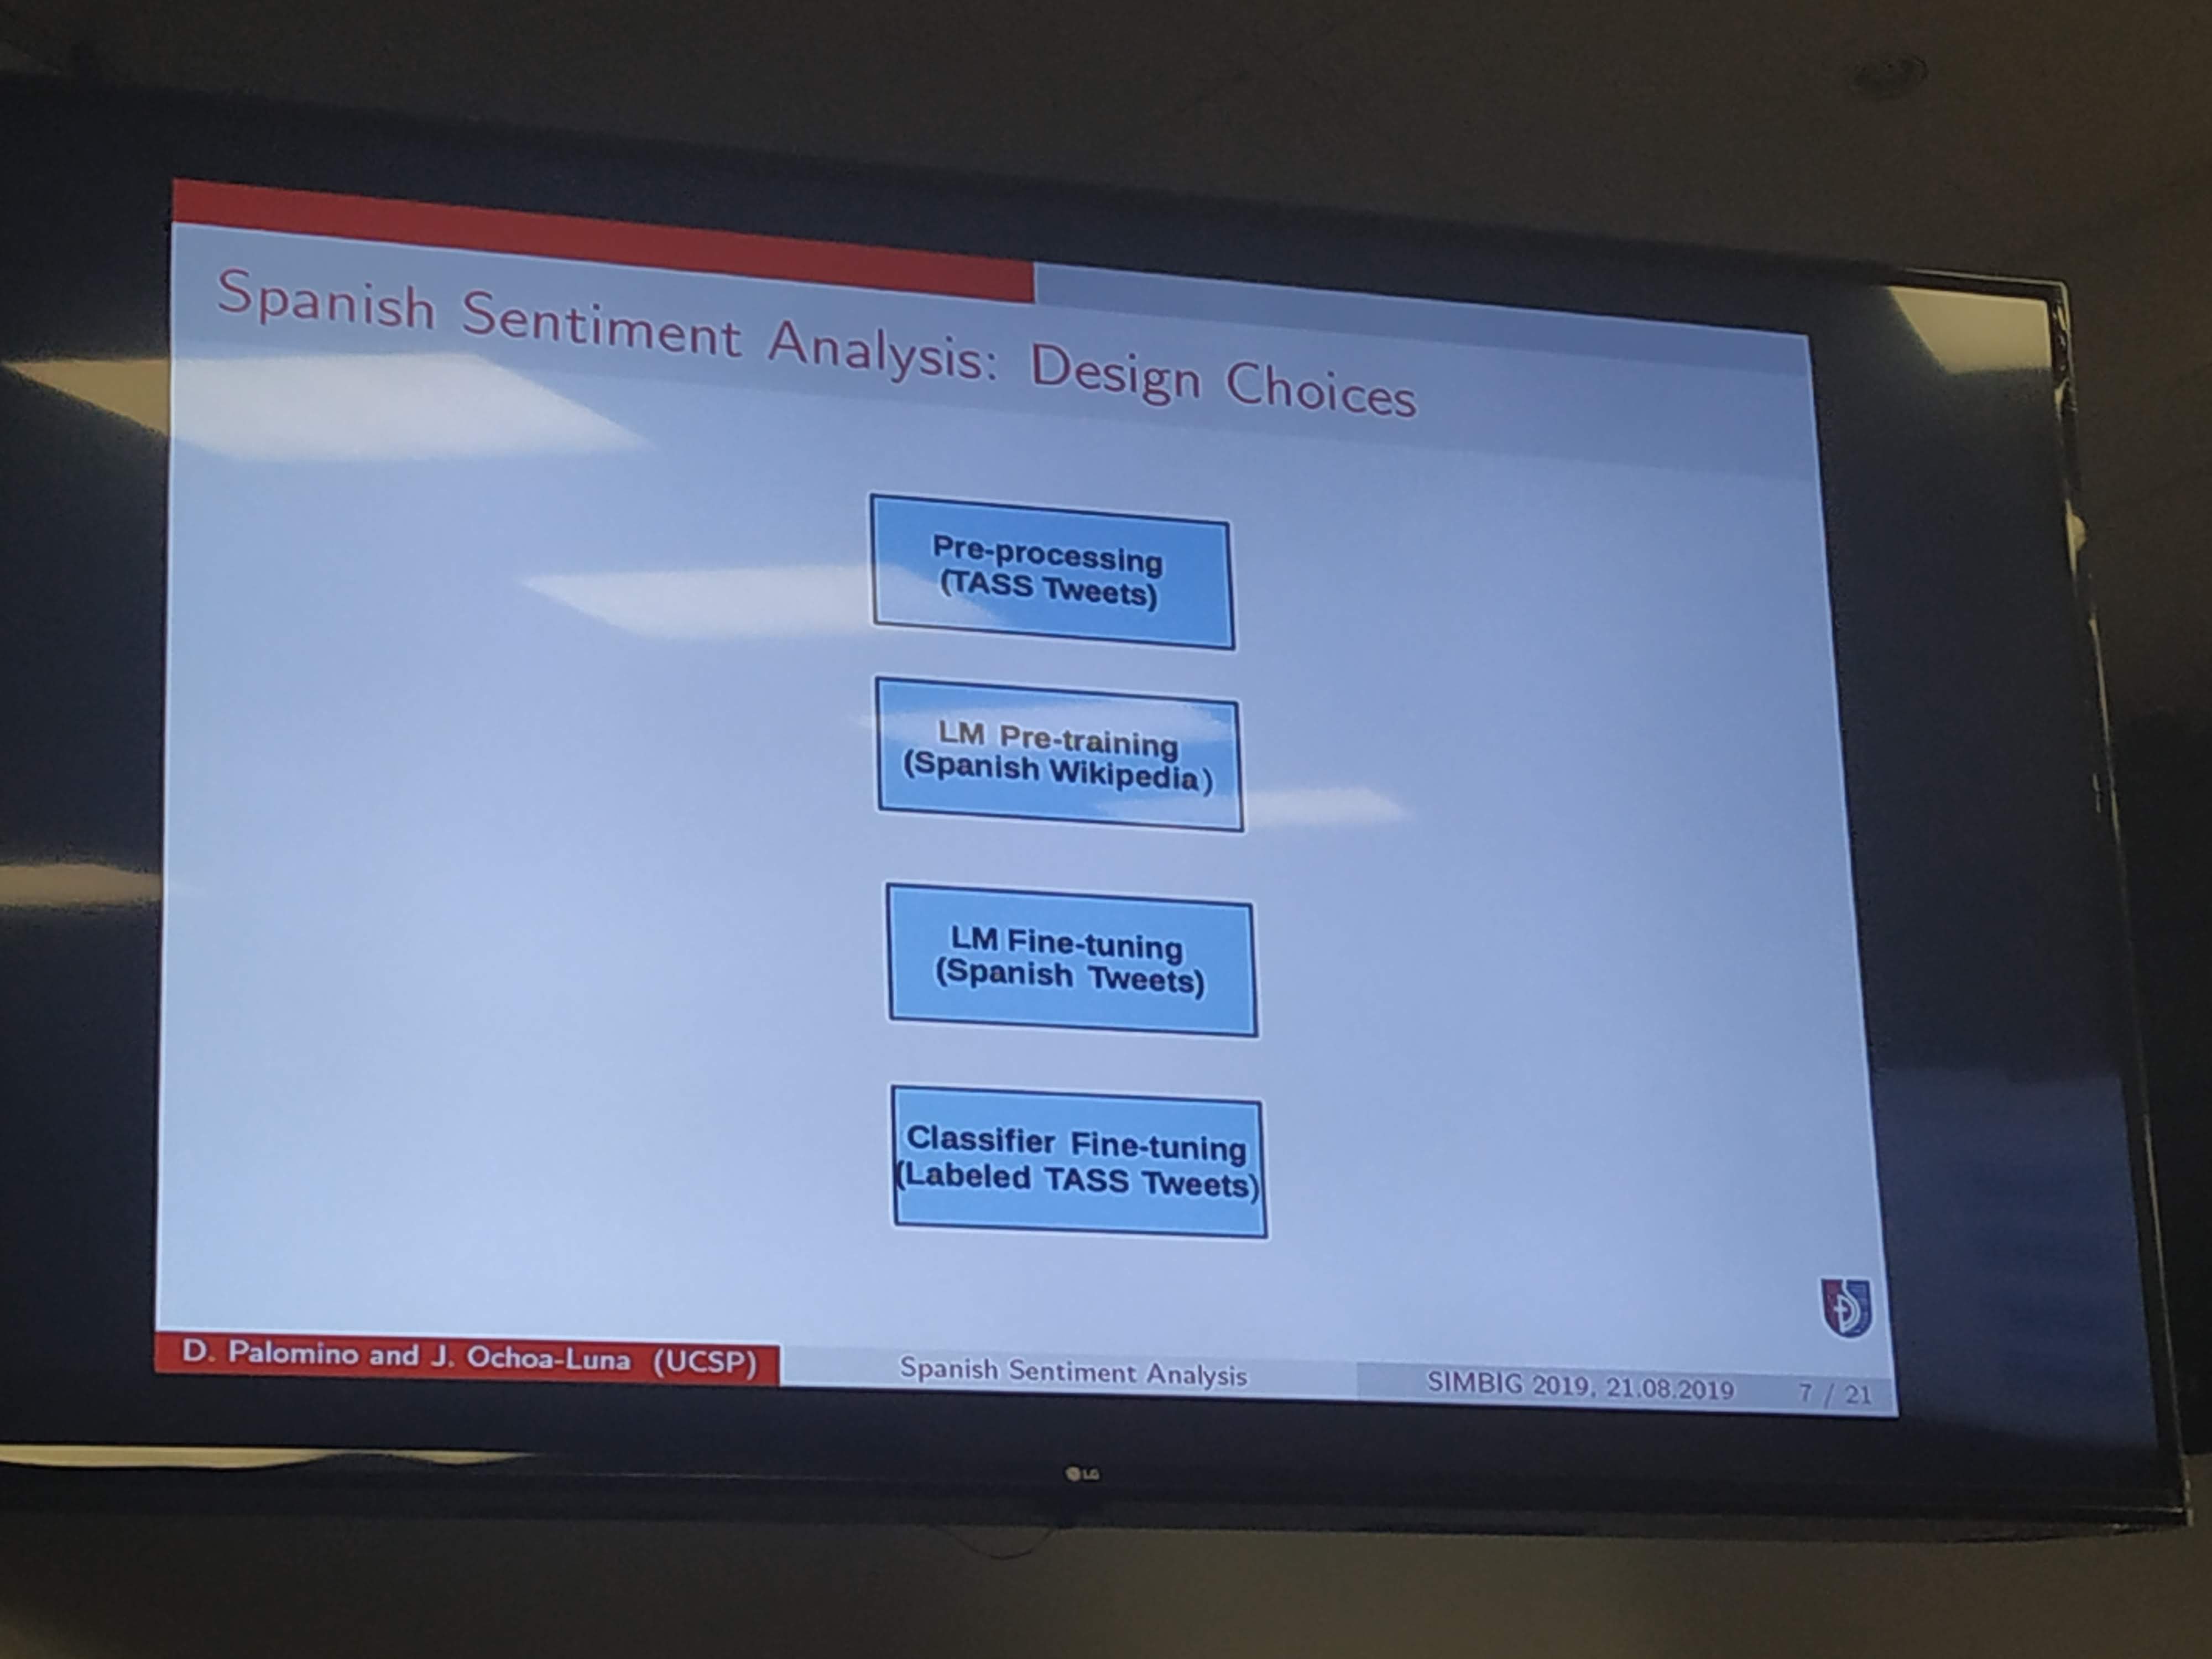 Spanish Sentiment Analysis: Design Choices
Pre-processing
(TASS Tweets)
LM Pre-training
(Spanish Wikipedia)
LM Fine-tuning
(Spanish Tweets)
Classifier Fine-tuning
(Labeled TASS Tweets)
D. Palomino and J. Ochoa-Luna (UCSP)
Spanish Sentiment Analysis
SIMBIG 2019, 21.08.2019
7 / 21
LG